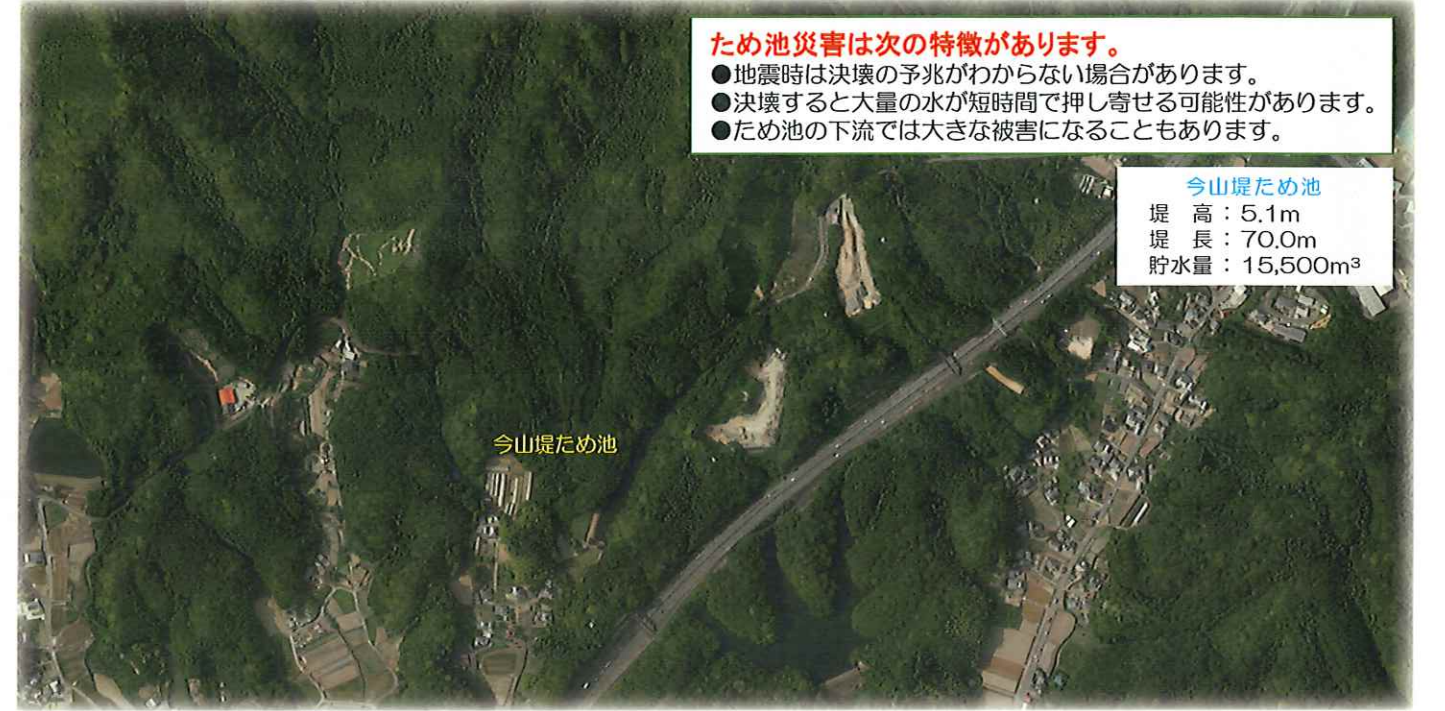 ため池災害は次の特徴があります。
●地震時は決壊の予兆がわからない場合があります。
●決壊すると大量の水が短時間で押し寄せる可能性があります。
●ため池の下流では大きな被害になることもあります。
今山堤ため池
堤　高：5.1m
堤　長：70.0m
貯水量：15,500m³
今山堤ため池